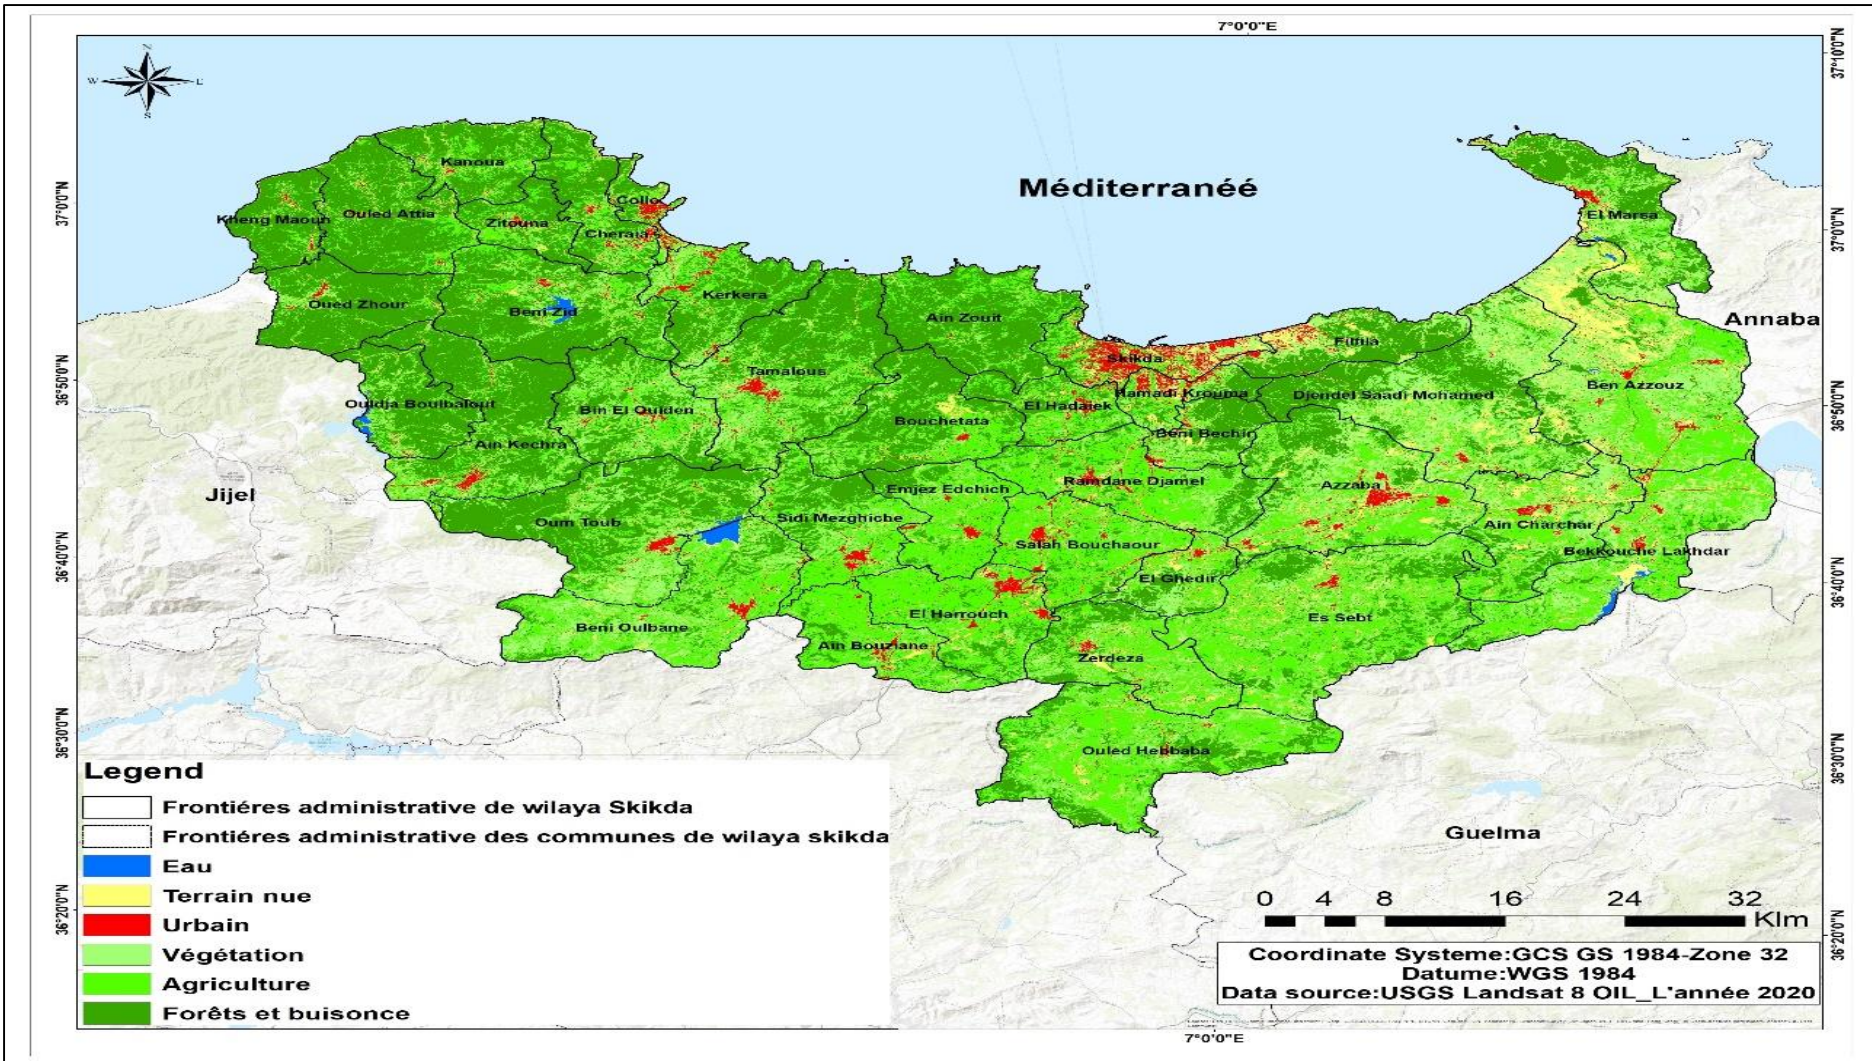 7°0'0"E
37°10'0"N
N
W
E
S
Méditerranéé
Kanoua
Collo
Kheng Maoun
Ouled Attia
Zitouna
Cheraia
El Marsa
37°0'0"N
37°0'0"N
Oued Zhour
Beni Zid
Kerkera
Ain Zouit
Annaba
Skikda
Filfila
Tamalous
Ben Azzouz
36°50'0"N
36°50'0"N
Ouldja Boulbalout
Bin El Ouiden
El Hadaiek
Hamadi Krouma
Djendel Saadi Mohamed
Bouchetata
Beni Bechir
Ain Kechra
Jijel
Emjez Edchich
Ramdane Djamel
Azzaba
Oum Toub
Sidi Mezghiche
Ain Charchar
Salah Bouchaour
Bekkouche Lakhdar
36°40'0"N
36°40'0"N
El Ghedir
El Harrouch
Es Sebt
Beni Oulbane
Ain Bouziane
Zerdeza
36°30'0"N
36°30'0"N
Ouled Hebbaba
Guelma
Legend
Frontiéres administrative de wilaya Skikda
Frontiéres administrative des communes de wilaya skikda
Eau
Terrain nue
Urbain
Végétation
Agriculture
Forêts et buisonce
36°20'0"N
36°20'0"N
0 4 8 16 24 32
Klm
Coordinate Systeme:GCS GS 1984-Zone 32
Datume:WGS 1984
Data source:USGS Landsat 8 OIL_L'année 2020
7°0'0"E